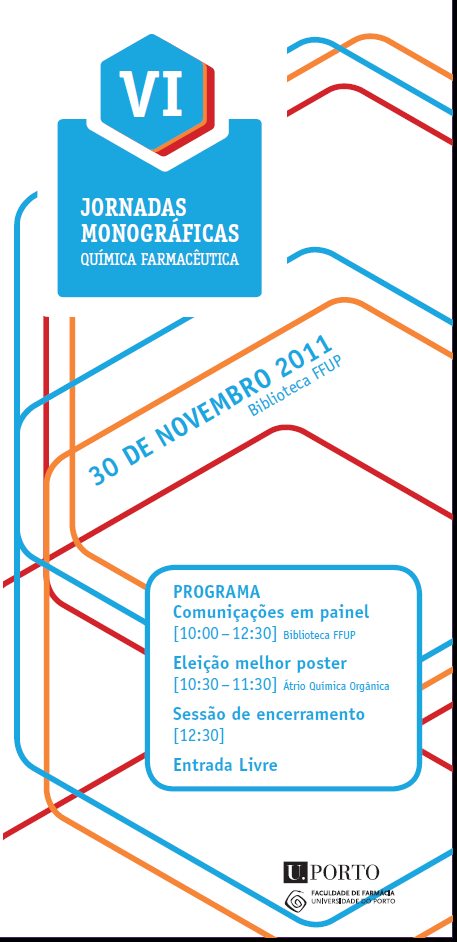 VI
JORNADAS
MONOGRÁFICAS
QUÍMICA FARMACÊUTICA
30 DE NOVEMBRO 2011
Biblioteca FFUP
PROGRAMA
Comuniçações em painel
[10:00 – 12:30] Biblioteca FFUP
Eleição melhor poster
[10:30 – 11:30] Átrio Química Orgânica
Sessão de encerramento
[12:30]
Entrada Livre
U. PORTO
FACULDADE DE FARMÁCIA
UNIVERSIDADE DO PORTO